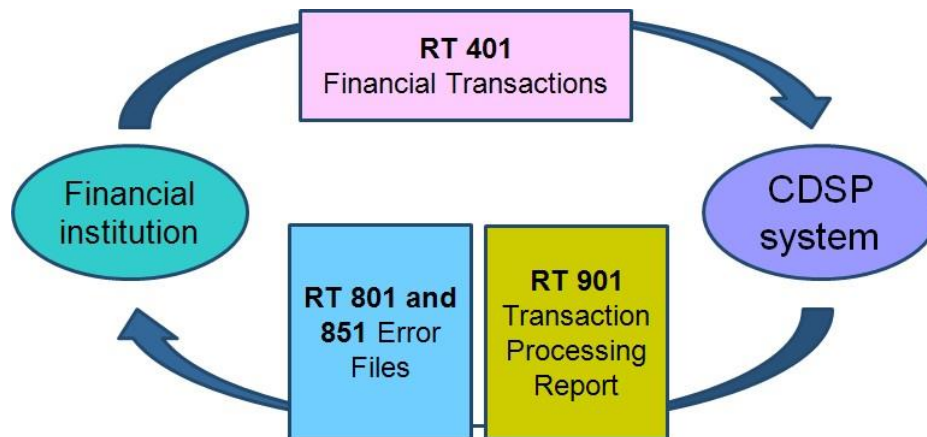 RT 401
Financial Transactions
Financial
institution
CDSP
system
RT 801 and
851 Error
Files
RT 901
Transaction
Processing
Report